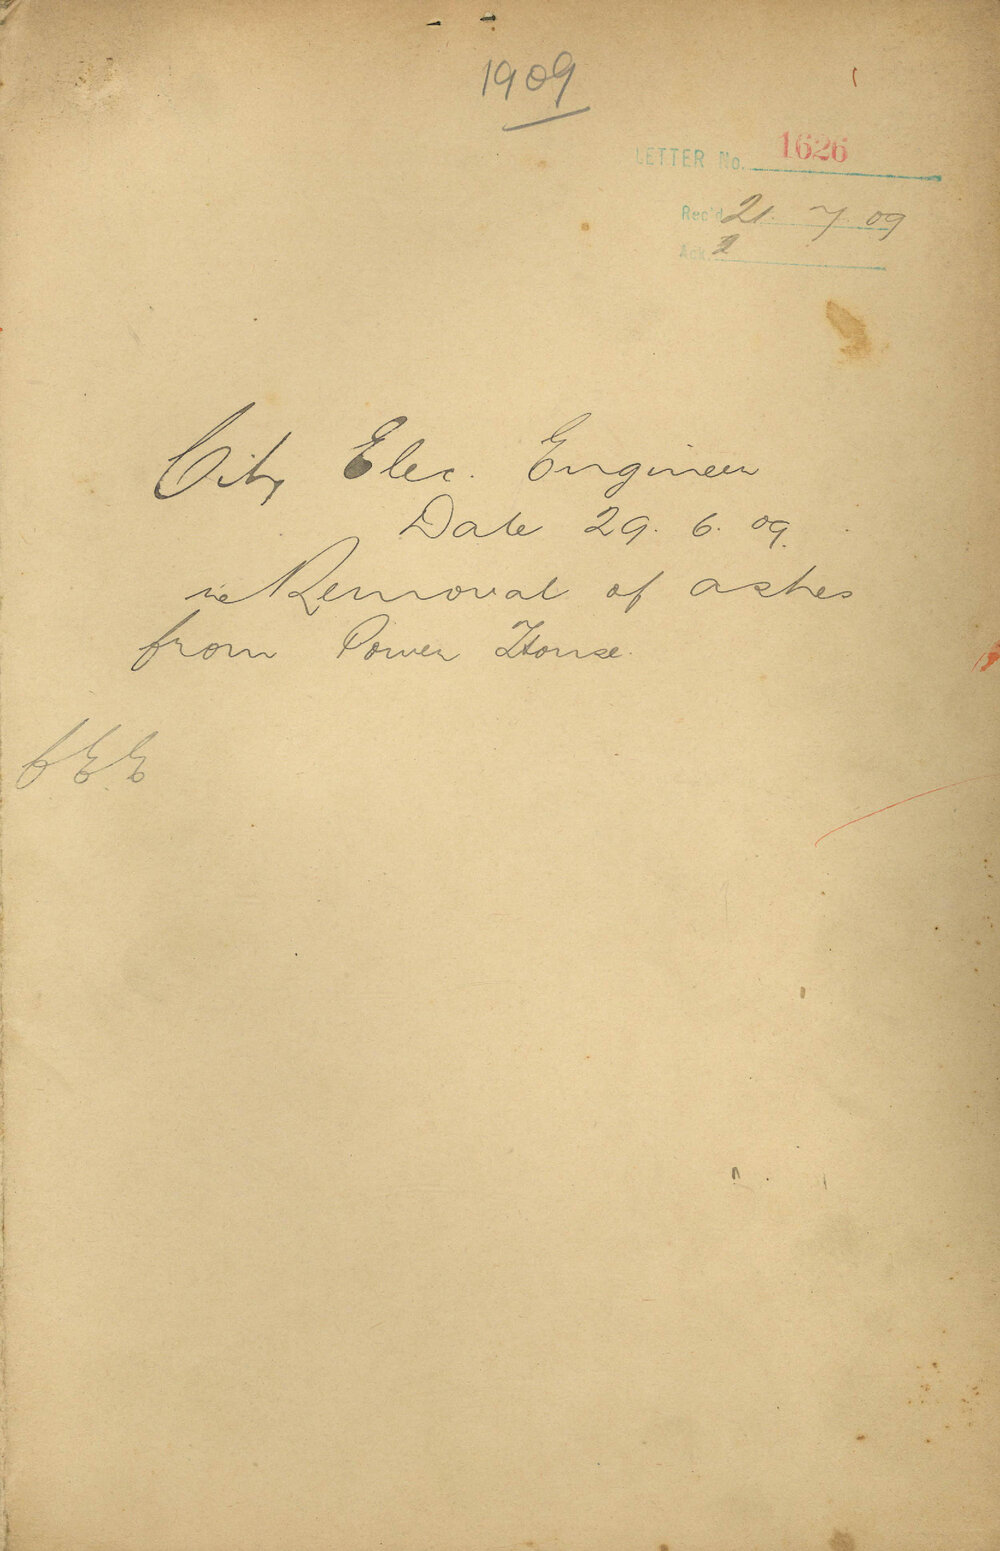 1909
LETTER No. 1626
Rec'd 21. 7. 09
Ack.
City Elec. Engineer
Date 29. 6. 09.
re Removal of ashes
from Power House.